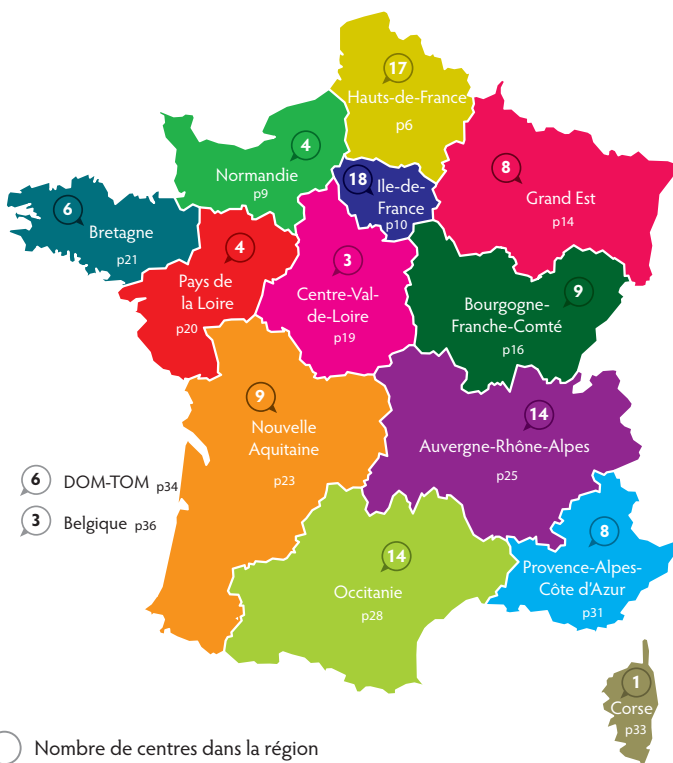 17
Hauts-de-France
p6
4
Normandie
p9
18
Ile-de-
France
p10
8
Grand Est
p14
6
Bretagne
p21
4
Pays de
la Loire
p20
3
Centre-Val-
de-Loire
p19
9
Bourgogne-
Franche-Comté
p16
9
Nouvelle
Aquitaine
p23
14
Auvergne-Rhône-Alpes
p25
6 DOM-TOM p34
3 Belgique p36
14
Occitanie
p28
8
Provence-Alpes-
Côte d'Azur
p31
1
Corse
p33
Nombre de centres dans la région